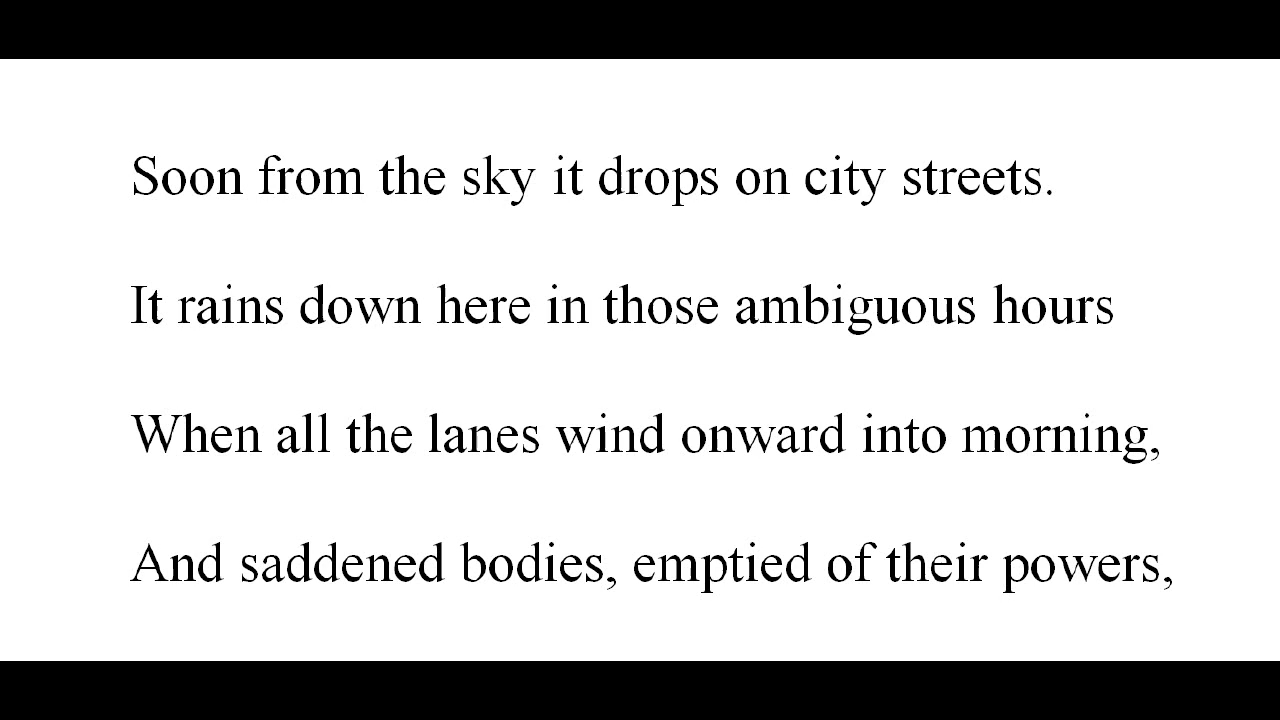 Soon from the sky it drops on city streets.
It rains down here in those ambiguous hours
When all the lanes wind onward into morning,
And saddened bodies, emptied of their powers,